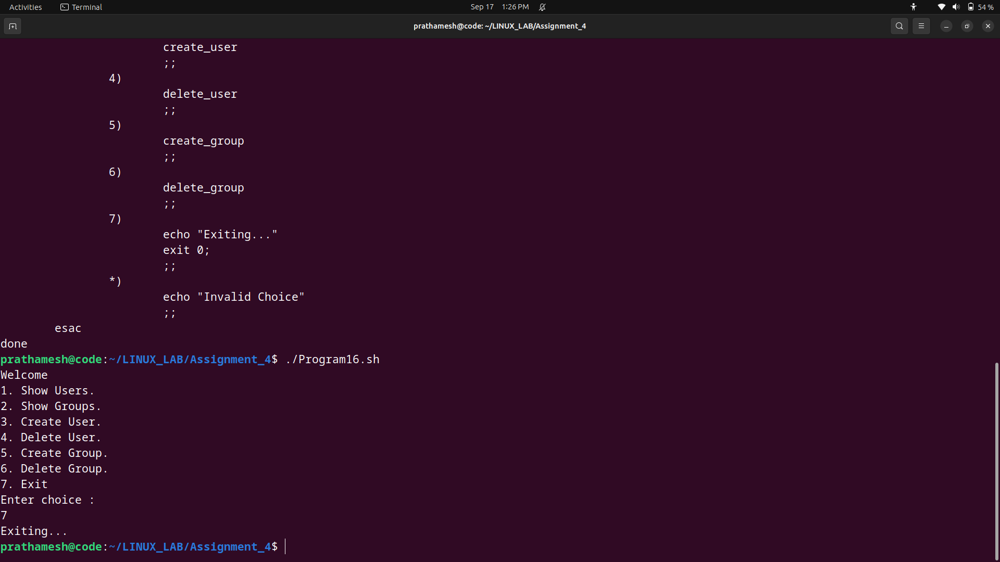 Activities
Terminal
Sep 17 1:26 PM
54 %
prathamesh@code: ~/LINUX_LAB/Assignment_4
create_user
;;
4)
delete_user
;;
5)
create_group
;;
6)
delete_group
;;
7)
echo "Exiting..."
exit 0;
;;
*)
echo "Invalid Choice"
;;
esac
done
prathamesh@code:~/LINUX_LAB/Assignment_4$ ./Program16.sh
Welcome
1. Show Users.
2. Show Groups.
3. Create User.
4. Delete User.
5. Create Group.
6. Delete Group.
7. Exit
Enter choice :
7
Exiting...
prathamesh@code:~/LINUX_LAB/Assignment_4$